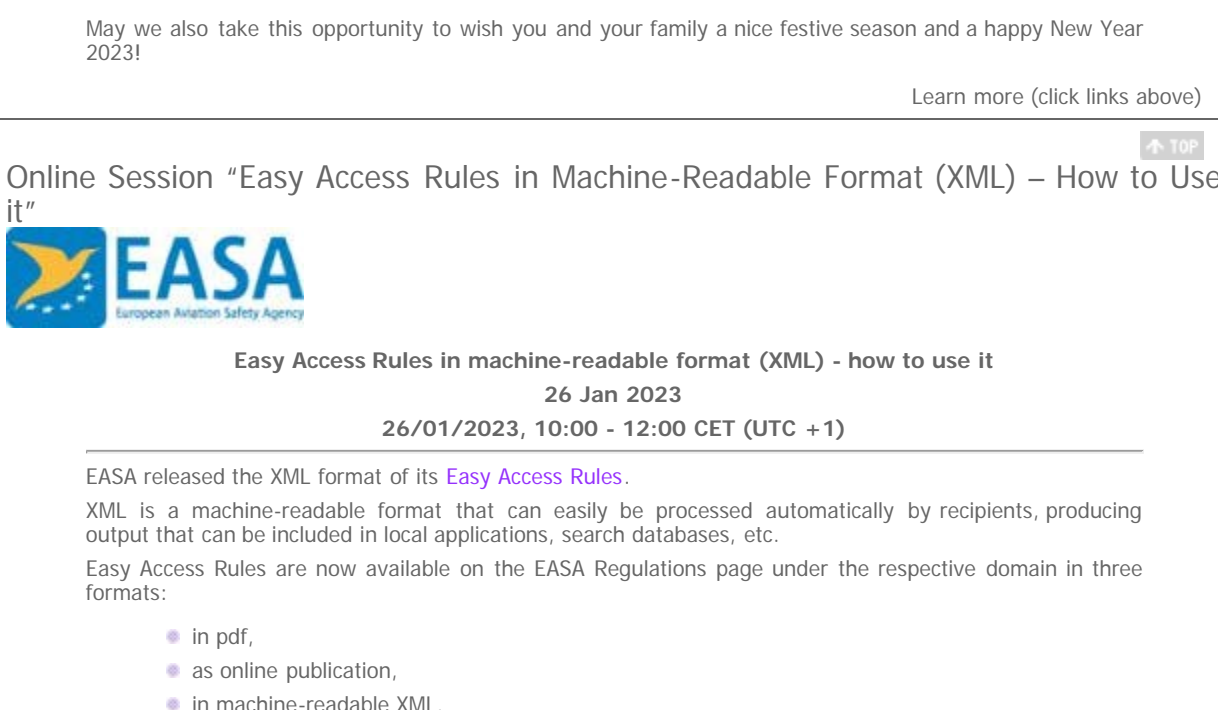 May we also take this opportunity to wish you and your family a nice festive season and a happy New Year
2023!
Learn more (click links above)
TOP
Online Session “Easy Access Rules in Machine-Readable Format (XML) – How to Use
it”
EASA
European Aviation Safety Agency
Easy Access Rules in machine-readable format (XML) - how to use it
26 Jan 2023
26/01/2023, 10:00 - 12:00 CET (UTC +1)
EASA released the XML format of its Easy Access Rules.
XML is a machine-readable format that can easily be processed automatically by recipients, producing
output that can be included in local applications, search databases, etc.
Easy Access Rules are now available on the EASA Regulations page under the respective domain in three
formats:
in pdf,
as online publication,
in machine-readable XML.